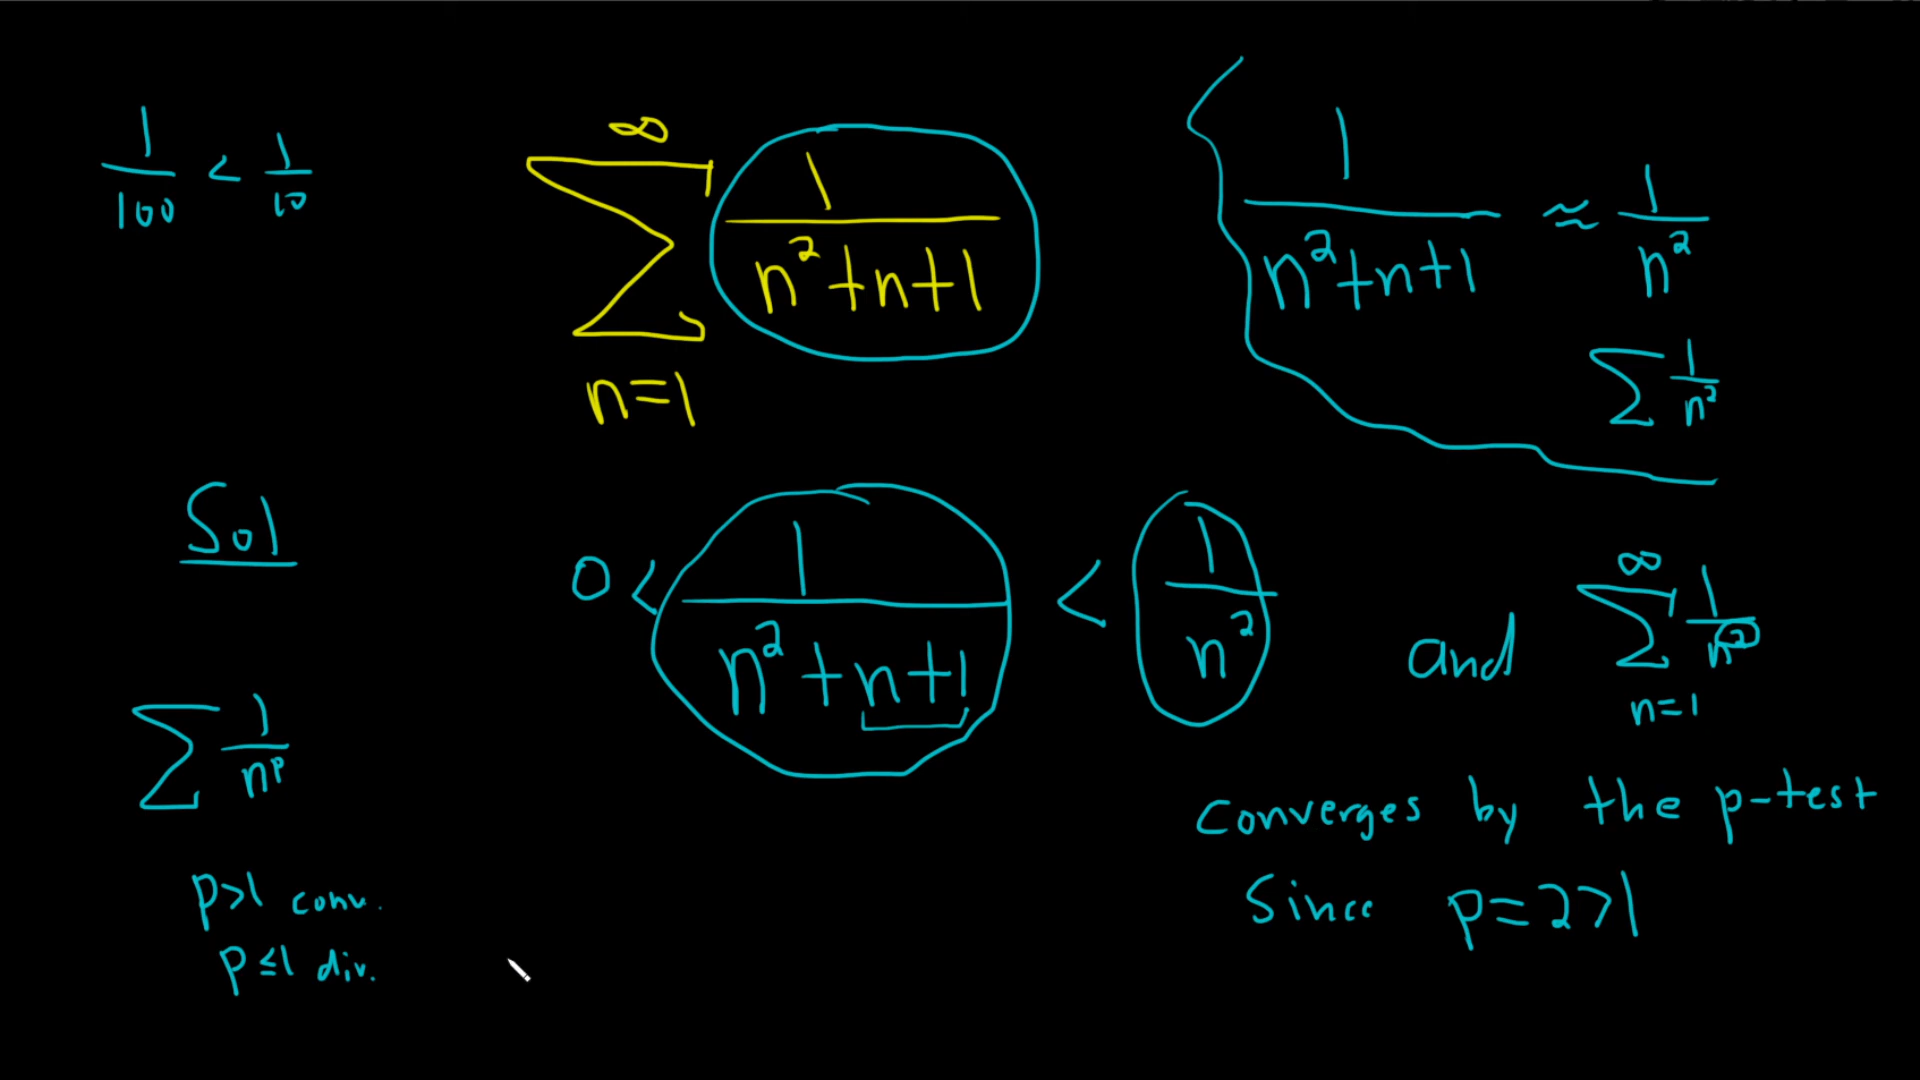 1/100 < 1/10
∞
∑ 1/(n²+n+1)
n=1
1/(n²+n+1) ≈ 1/n²
∑ 1/n²
Sol
0 < 1/(n²+n+1) < 1/n² and ∑ 1/n²
∞
n=1
∑ 1/nᵖ
converges by the p-test
Since p=2>1
p>1 conv.
p≤1 div.